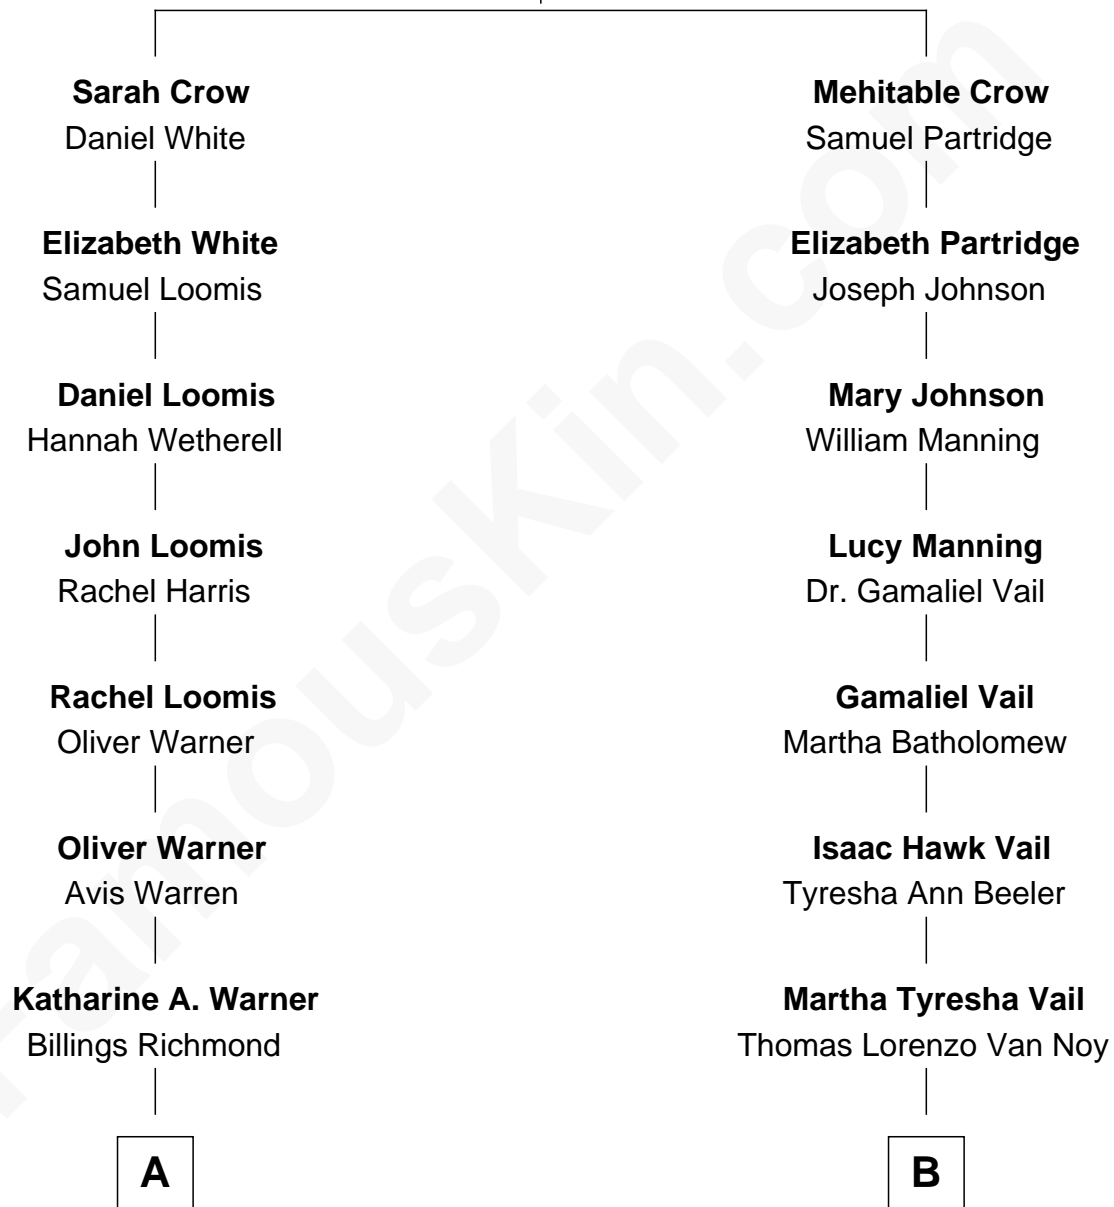 Sarah Crow
Daniel White
Mehitable Crow
Samuel Partridge
Elizabeth White
Samuel Loomis
Elizabeth Partridge
Joseph Johnson
Daniel Loomis
Hannah Wetherell
Mary Johnson
William Manning
John Loomis
Rachel Harris
Lucy Manning
Dr. Gamaliel Vail
Rachel Loomis
Oliver Warner
Gamaliel Vail
Martha Batholomew
Oliver Warner
Avis Warren
Isaac Hawk Vail
Tyresha Ann Beeler
Katharine A. Warner
Billings Richmond
Martha Tyresha Vail
Thomas Lorenzo Van Noy
A
B
FamousKin.com